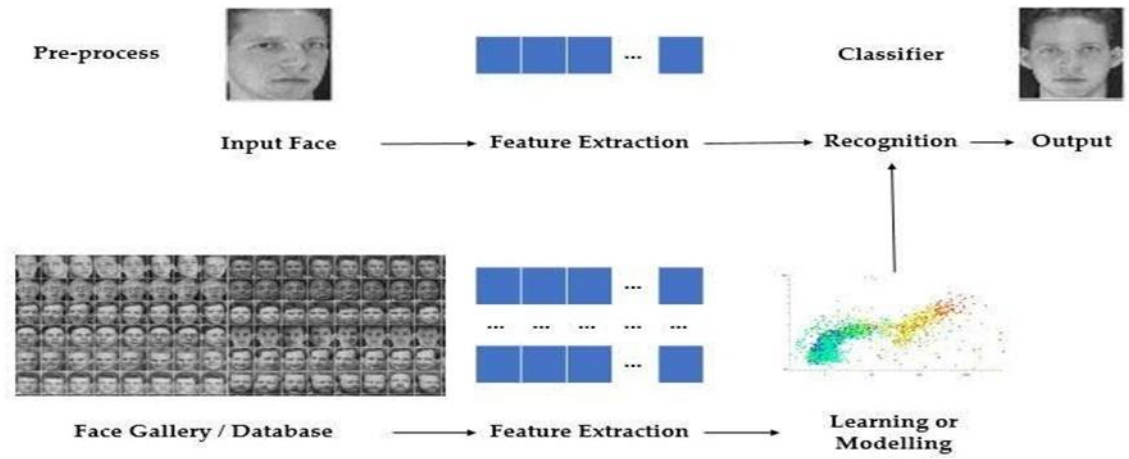 Pre-process
...
Classifier
Input Face
Feature Extraction
Recognition
Output
...
... ... ... ... ...
...
Face Gallery / Database
Feature Extraction
Learning or
Modelling